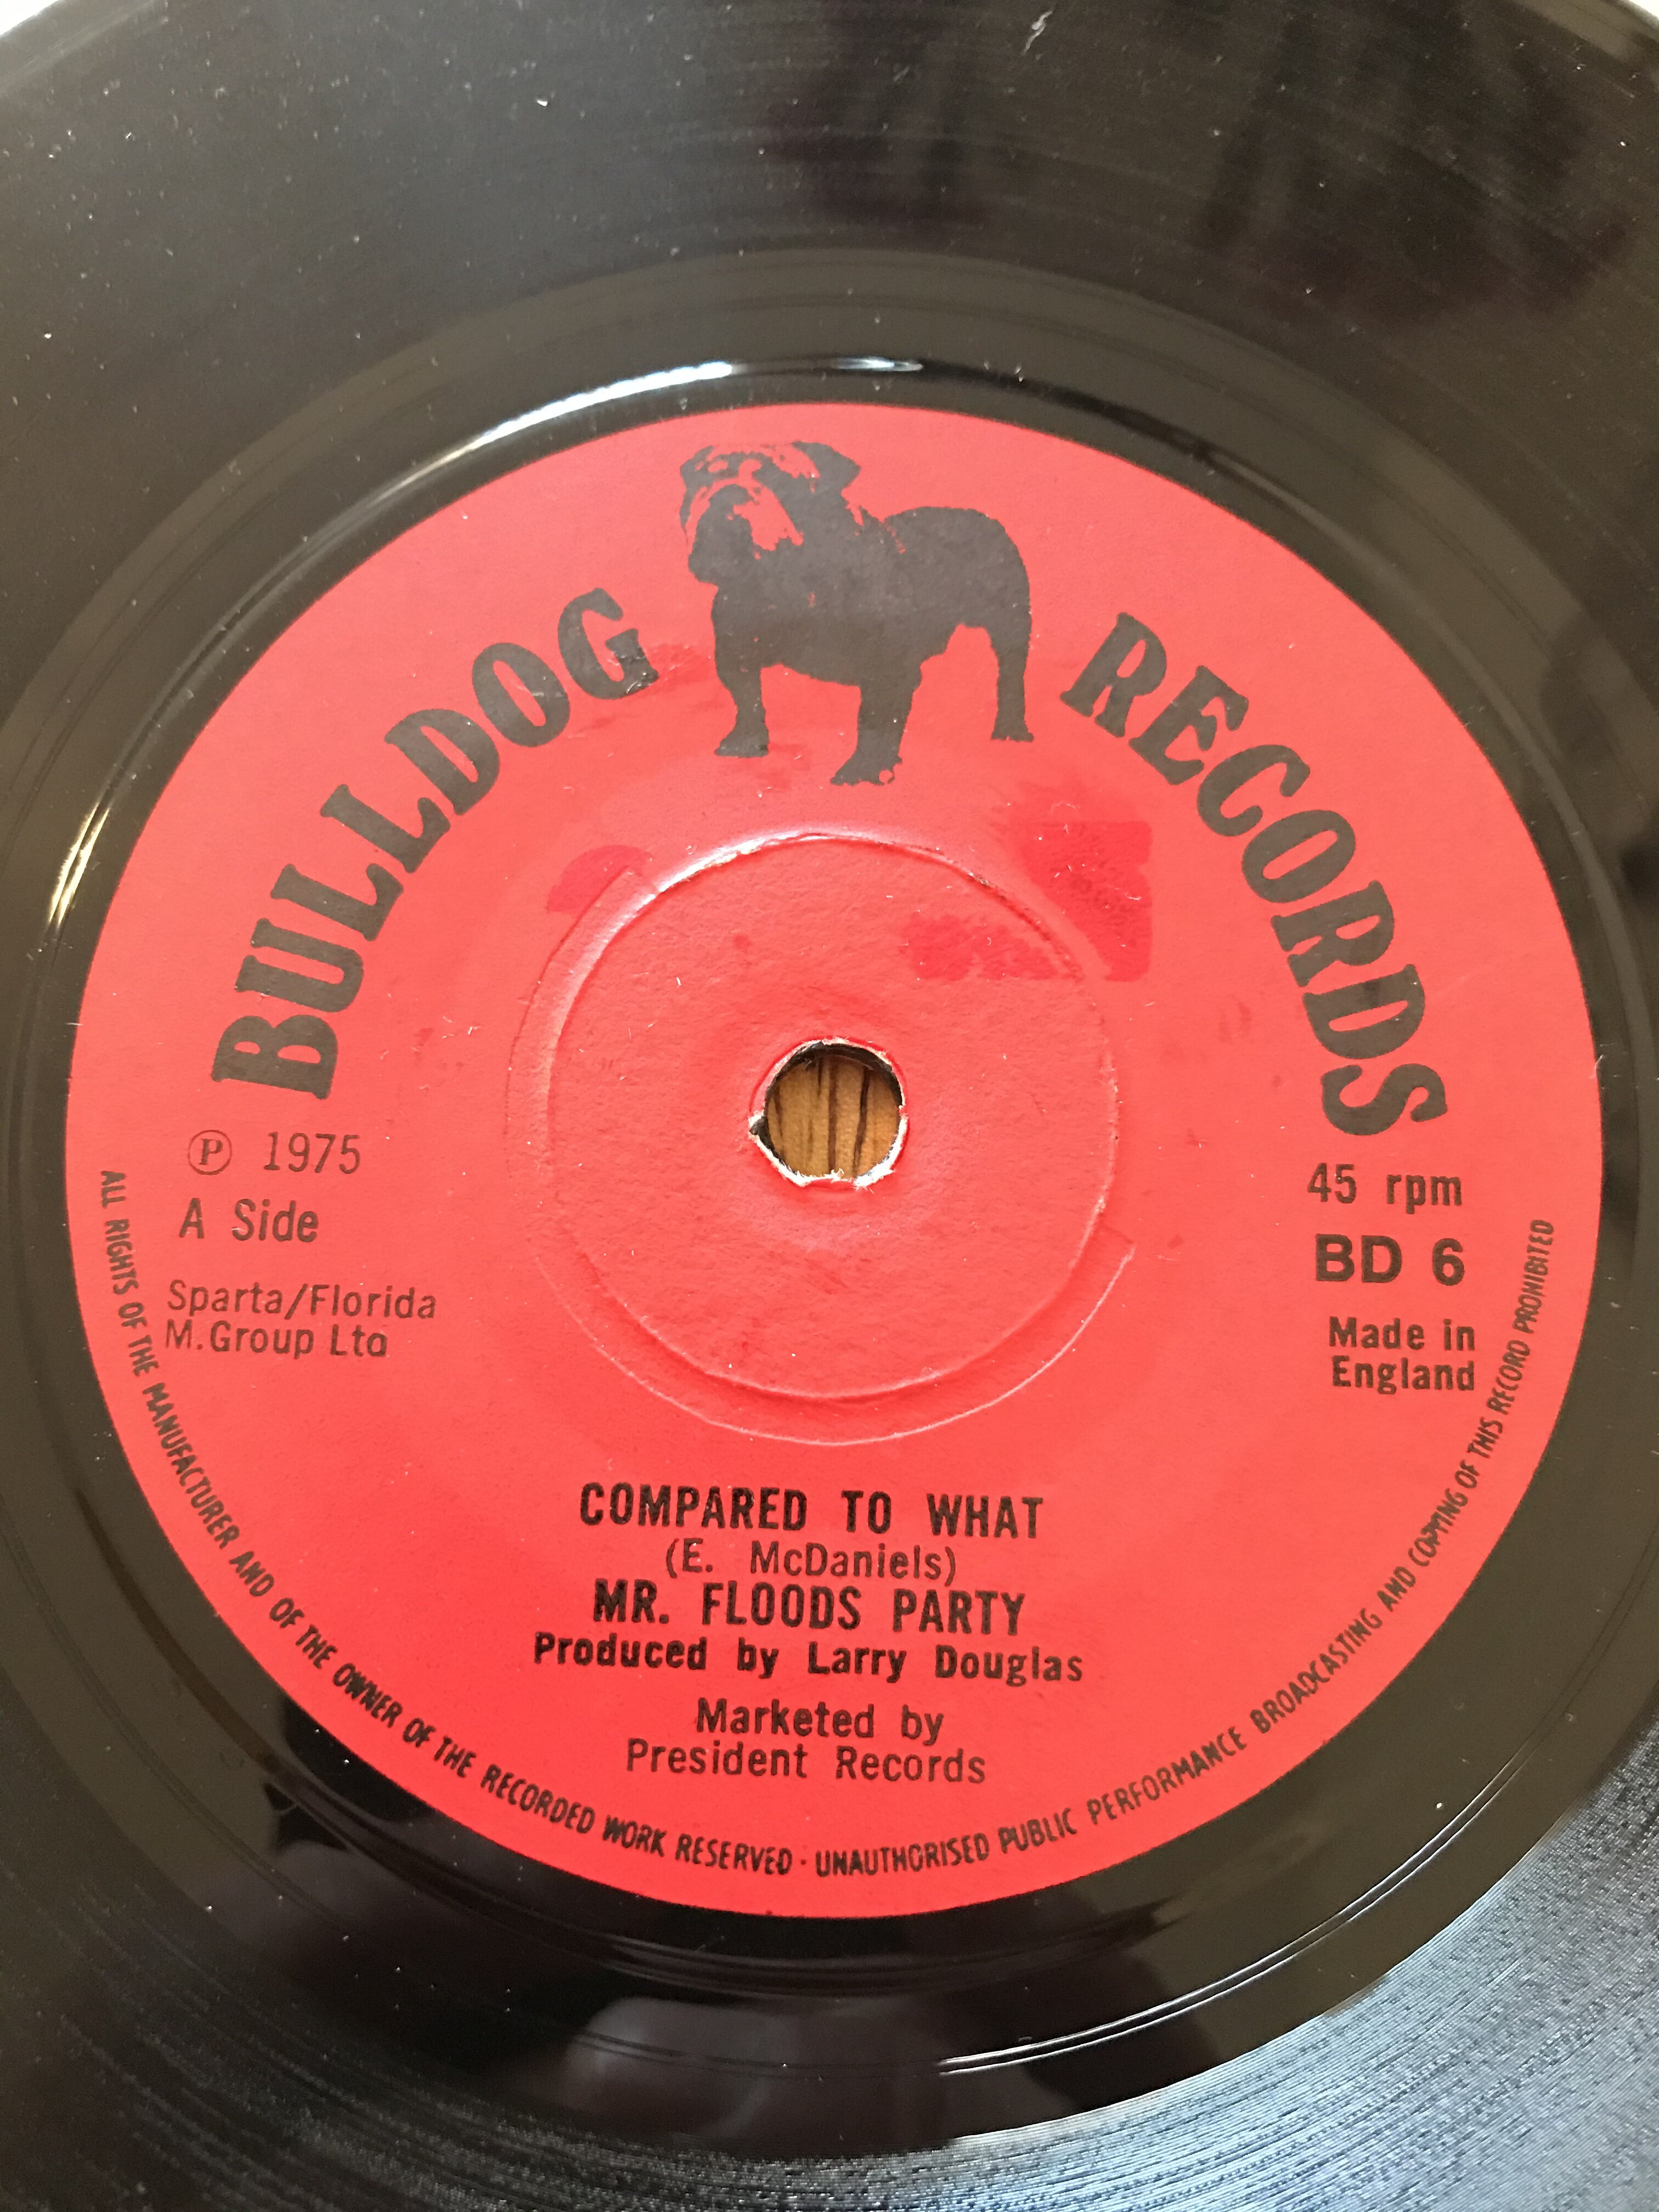 BULLDOG RECORDS
℗ 1975
A Side
Sparta/Florida
M.Group Ltd
45 rpm
BD 6
Made in
England
COMPARED TO WHAT
(E. McDaniels)
MR. FLOODS PARTY
Produced by Larry Douglas
Marketed by
President Records
ALL RIGHTS OF THE MANUFACTURER AND OF THE OWNER OF THE RECORDED WORK RESERVED · UNAUTHORISED PUBLIC PERFORMANCE BROADCASTING AND COPYING OF THIS RECORD PROHIBITED